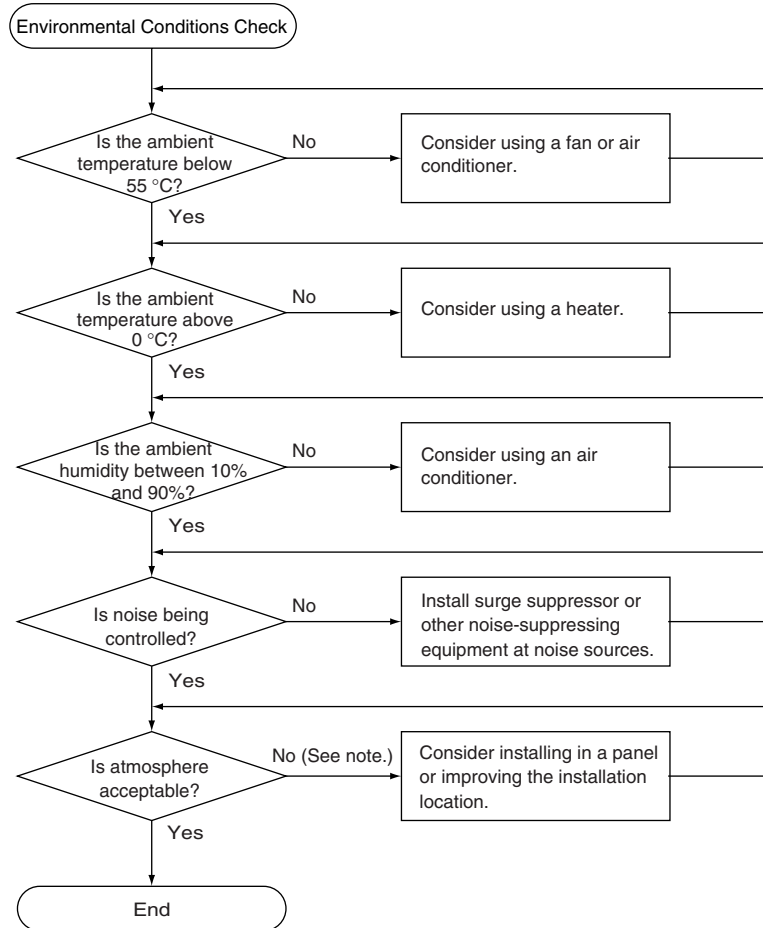 Environmental Conditions Check
Is the ambient
temperature below
55 °C?
No
Consider using a fan or air
conditioner.
Yes
Is the ambient
temperature above
0 °C?
No
Consider using a heater.
Yes
Is the ambient
humidity between 10%
and 90%?
No
Consider using an air
conditioner.
Yes
Is noise being
controlled?
No
Install surge suppressor or
other noise-suppressing
equipment at noise sources.
Yes
Is atmosphere
acceptable?
No (See note.)
Consider installing in a panel
or improving the installation
location.
Yes
End